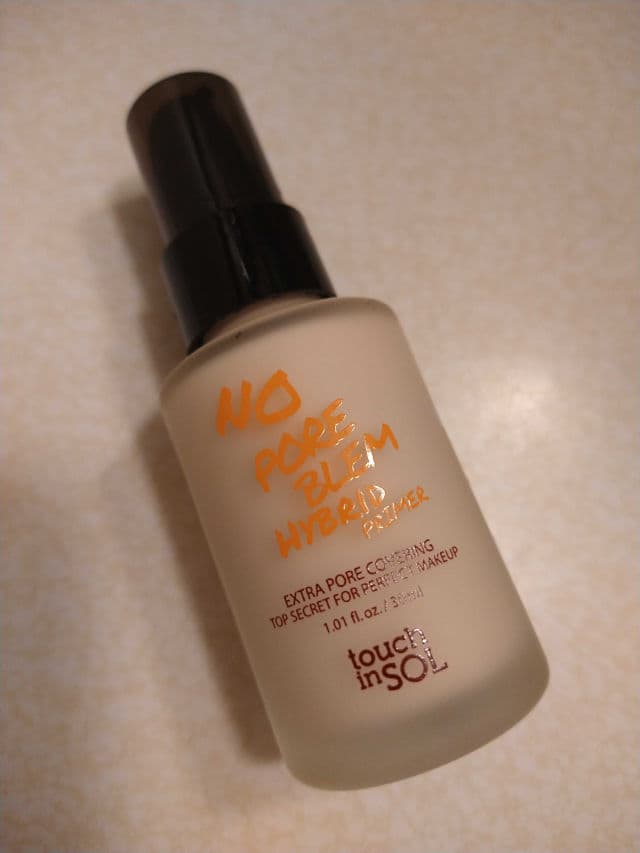 NO
PORE
BLEM
HYBRID
PRIMER
EXTRA PORE COVERING
TOP SECRET FOR PERFECT MAKEUP
1.01 fl.oz./30ml
touch
in SOL